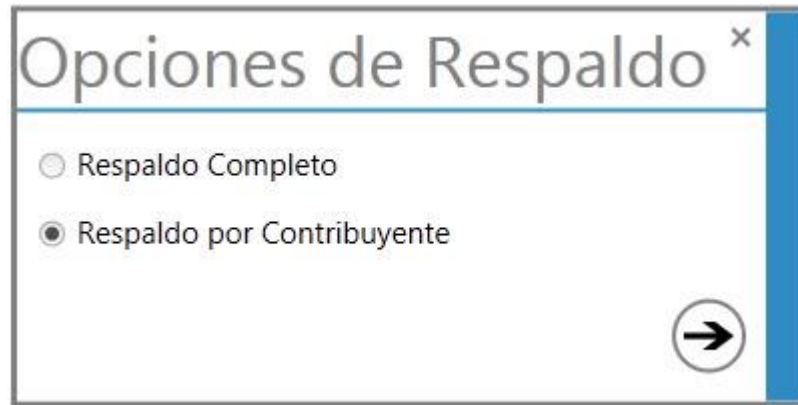 Opciones de Respaldo
Respaldo Completo
Respaldo por Contribuyente